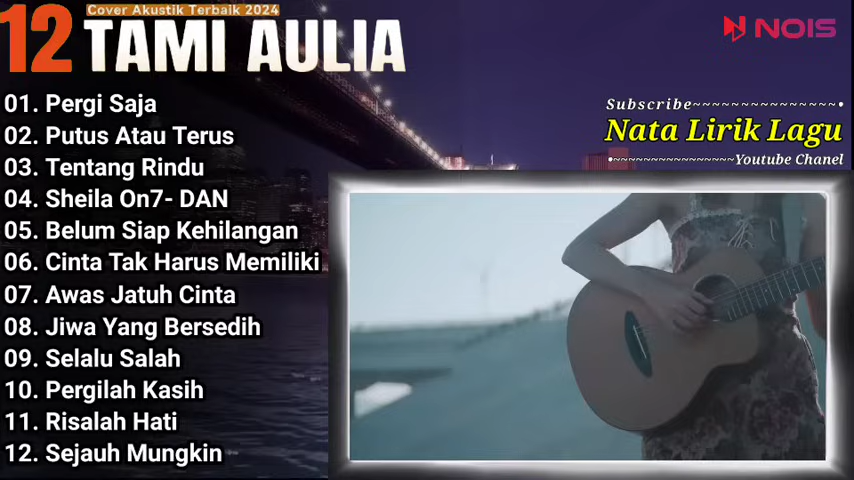 12
Cover Akustik Terbaik 2024
TAMI AULIA
NOIS
01. Pergi Saja
02. Putus Atau Terus
03. Tentang Rindu
04. Sheila On7- DAN
05. Belum Siap Kehilangan
06. Cinta Tak Harus Memiliki
07. Awas Jatuh Cinta
08. Jiwa Yang Bersedih
09. Selalu Salah
10. Pergilah Kasih
11. Risalah Hati
12. Sejauh Mungkin
Subscribe~~~~~~~~~~~~~~~•
Nata Lirik Lagu
•~~~~~~~~~~~~~~~~Youtube Chanel